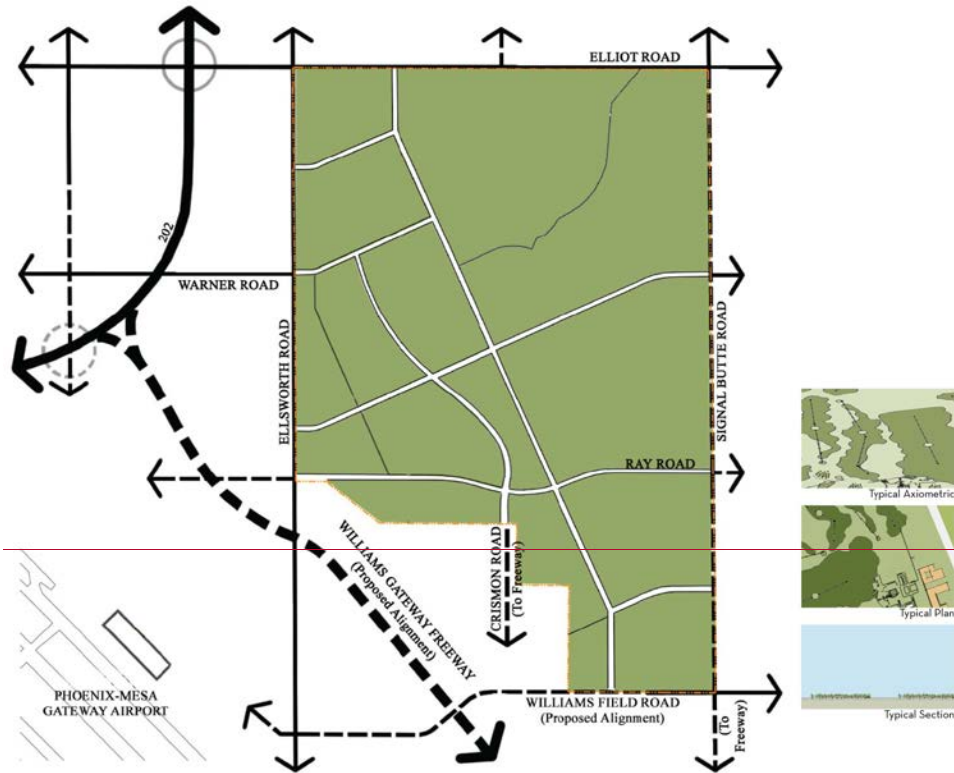 ELLIOT ROAD
202
WARNER ROAD
ELLSWORTH ROAD
SIGNAL BUTTE ROAD
RAY ROAD
Typical Axiometric
CRISMON ROAD
(To Freeway)
WILLIAMS GATEWAY FREEWAY
(Proposed Alignment)
Typical Plan
PHOENIX-MESA
GATEWAY AIRPORT
WILLIAMS FIELD ROAD
(Proposed Alignment)
(To
Freeway)
Typical Section